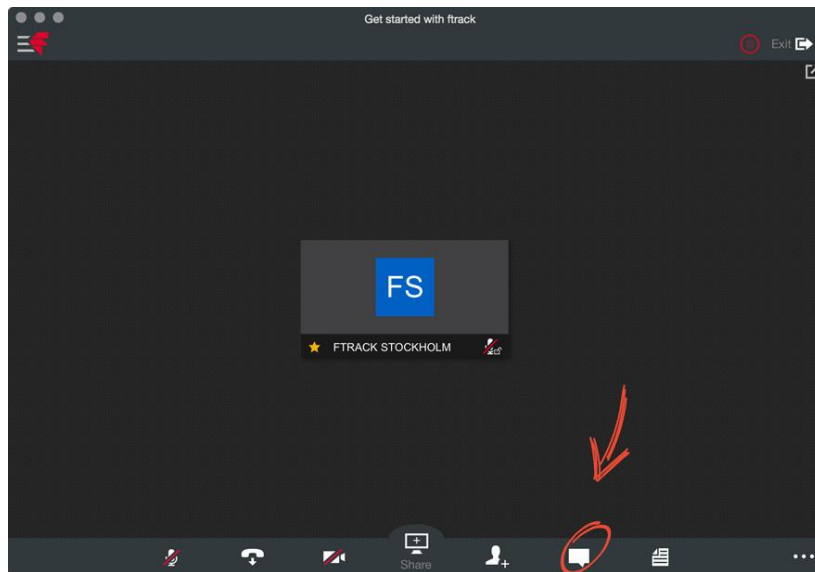 Get started with ftrack
Exit
FS
FTRACK STOCKHOLM
Share